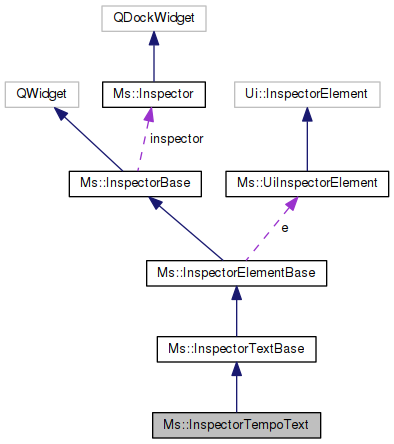 QDockWidget
QWidget
Ms::Inspector
Ui::InspectorElement
inspector
Ms::InspectorBase
Ms::UiInspectorElement
e
Ms::InspectorElementBase
Ms::InspectorTextBase
Ms::InspectorTempoText